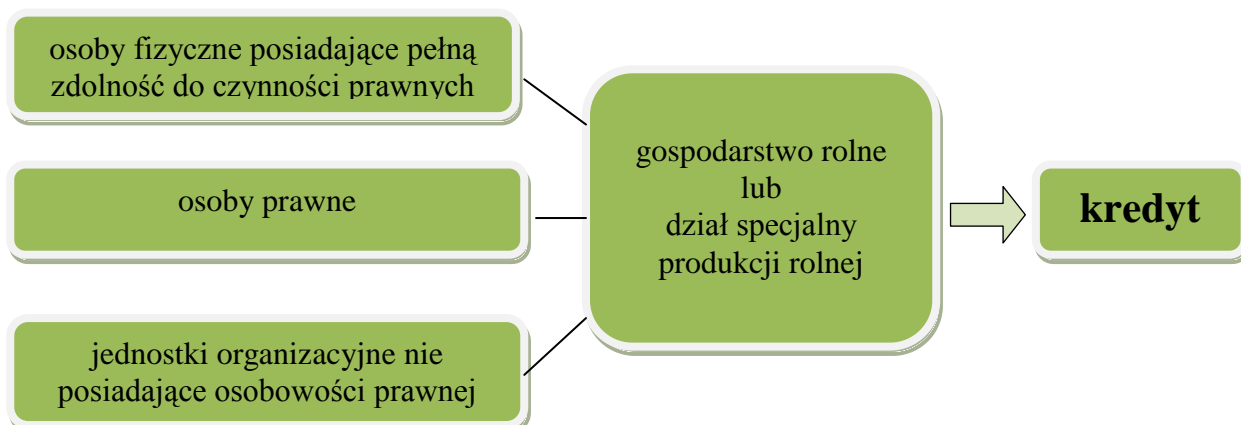 osoby fizyczne posiadające pełną
zdolność do czynności prawnych
osoby prawne
jednostki organizacyjne nie
posiadające osobowości prawnej
gospodarstwo rolne
lub
dział specjalny
produkcji rolnej
kredyt